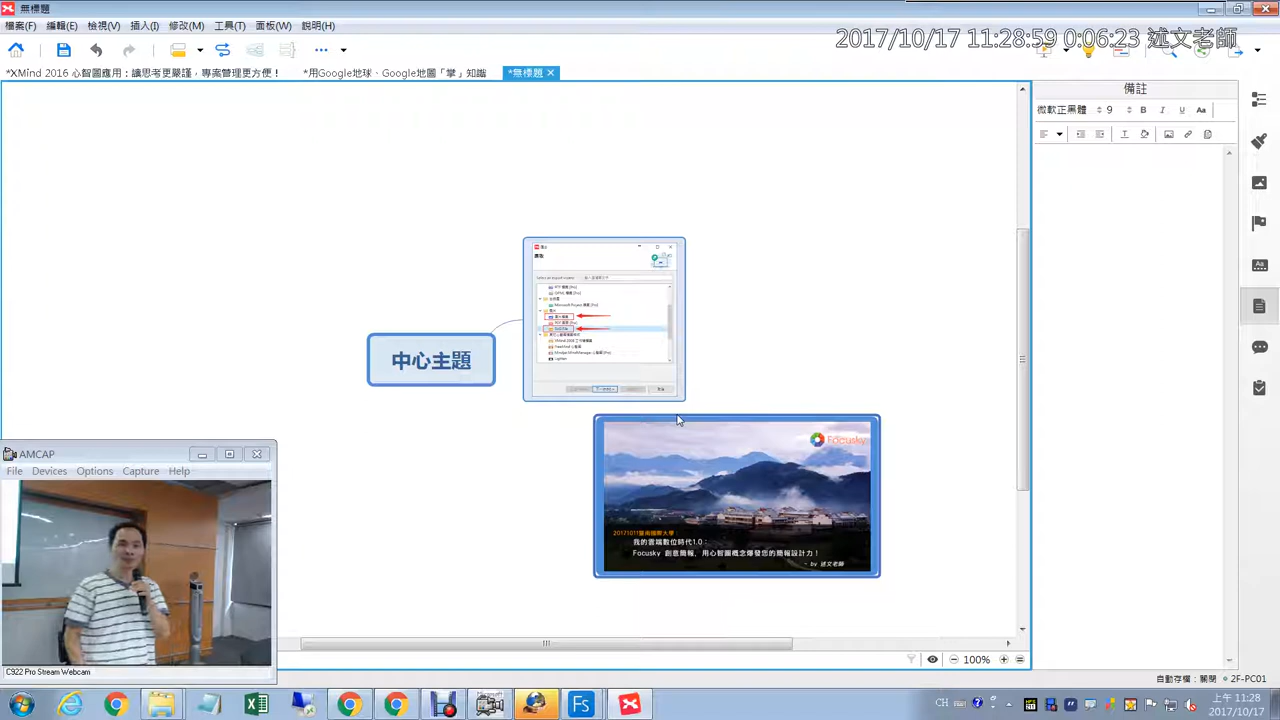 無標題
檔案(F) 編輯(E) 檢視(V) 插入(I) 修改(M) 工具(T) 面板(W) 說明(H)
2017/10/17 11:28:59 0:06:23 述文老師
*XMind 2016 心智圖應用：讓思考更嚴謹，專案管理更方便！ *用Google地球、Google地圖「掌」知識 *無標題
備註
微軟正黑體 9 B I U Aa
中心主題
Focusky
20171011暨南國際大學：
我的雲端數位時代1.0：
Focusky 創意簡報，用心智圖概念爆發您的簡報設計力！
~ by 述文老師
AMCAP
File Devices Options Capture Help
C922 Pro Stream Webcam
100%
自動存檔：關閉 2F-PC01
Fs
CH
上午 11:28
2017/10/17